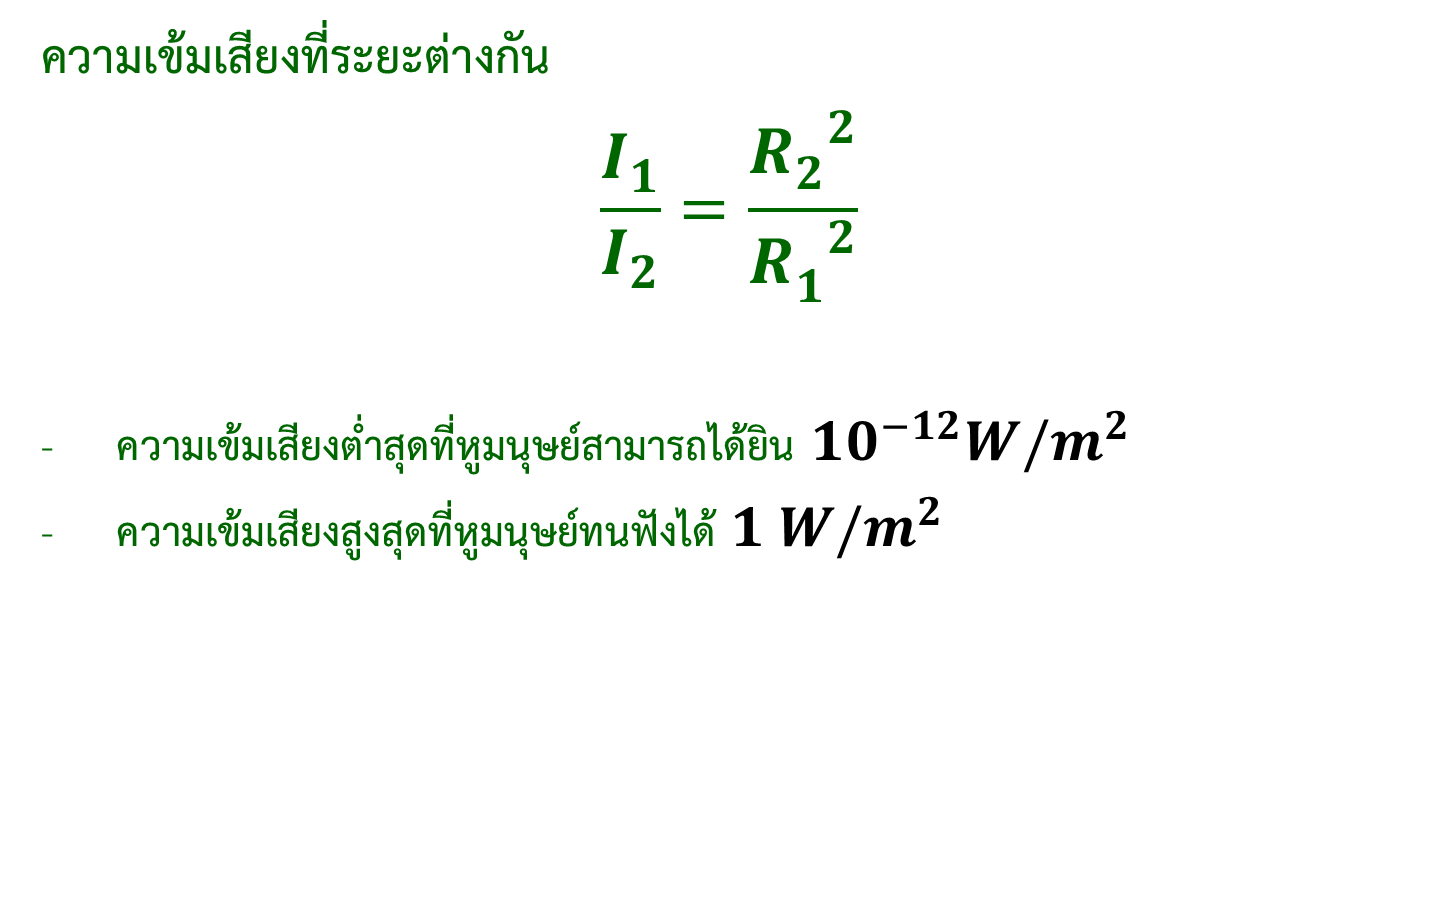 ความเข้มเสียงที่ระยะต่างกัน
I₁/I₂ = R₂²/R₁²
- ความเข้มเสียงต่ำสุดที่หูมนุษย์สามารถได้ยิน 10⁻¹²W/m²
- ความเข้มเสียงสูงสุดที่หูมนุษย์ทนฟังได้ 1 W/m²